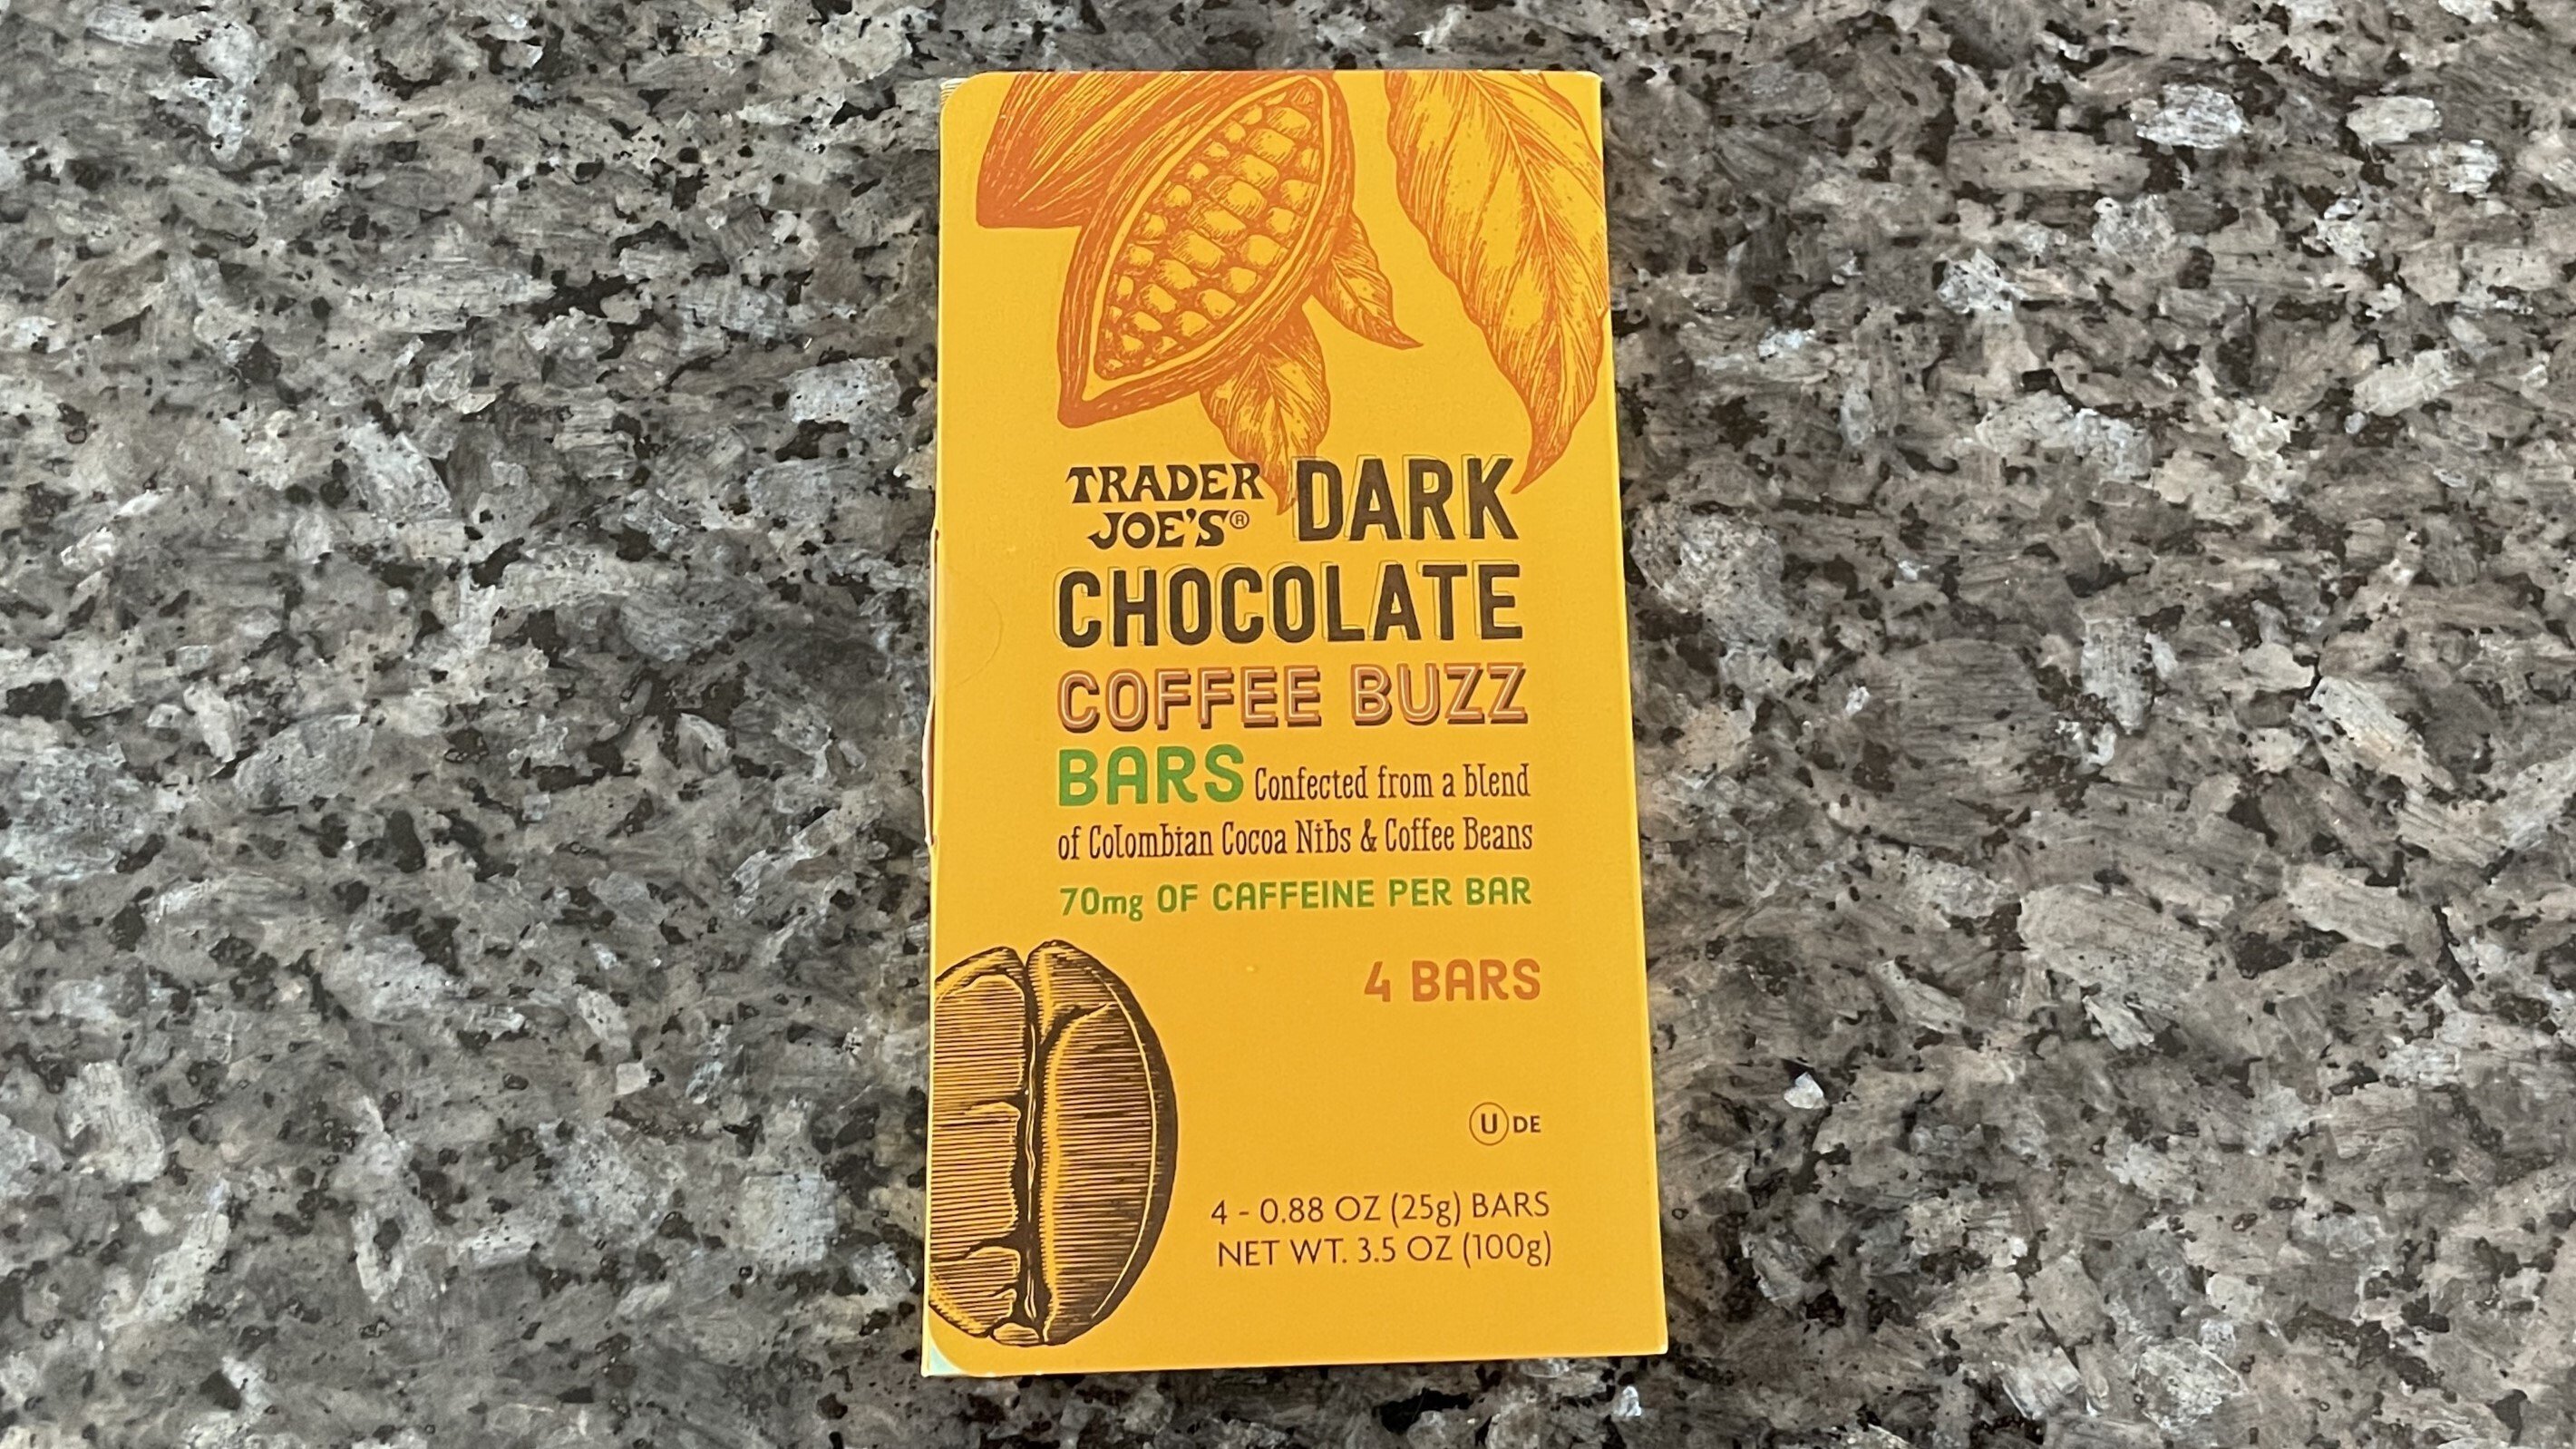 TRADER JOE'S® DARK
CHOCOLATE
COFFEE BUZZ
BARS Confected from a blend
of Colombian Cocoa Nibs & Coffee Beans
70mg OF CAFFEINE PER BAR
4 BARS
U DE
4 - 0.88 OZ (25g) BARS
NET WT. 3.5 OZ (100g)